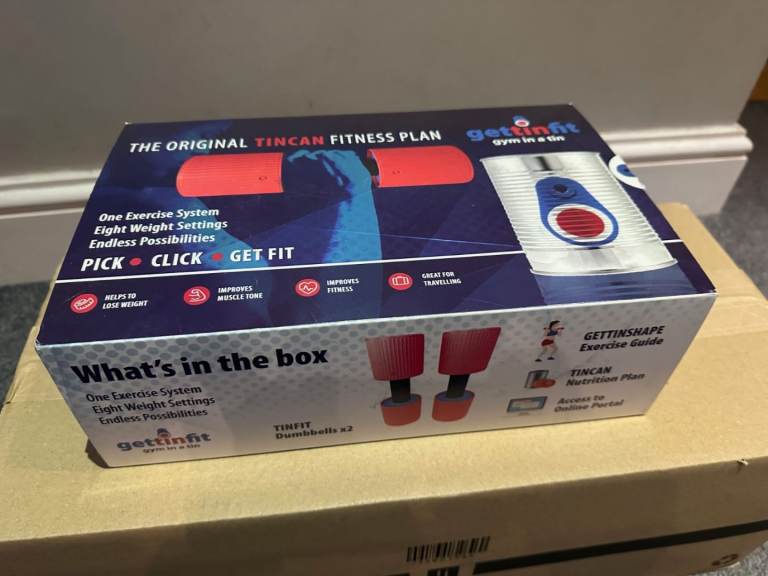 THE ORIGINAL TINCAN FITNESS PLAN
gettinfit
gym in a tin
One Exercise System
Eight Weight Settings
Endless Possibilities
PICK • CLICK • GET FIT
HELPS TO
LOSE WEIGHT
IMPROVES
MUSCLE TONE
IMPROVES
FITNESS
GREAT FOR
TRAVELLING
What's in the box
One Exercise System
Eight Weight Settings
Endless Possibilities
gettinfit
gym in a tin
TINFIT
Dumbbells x2
GETTINSHAPE
Exercise Guide
TINCAN
Nutrition Plan
Access to
Online Portal